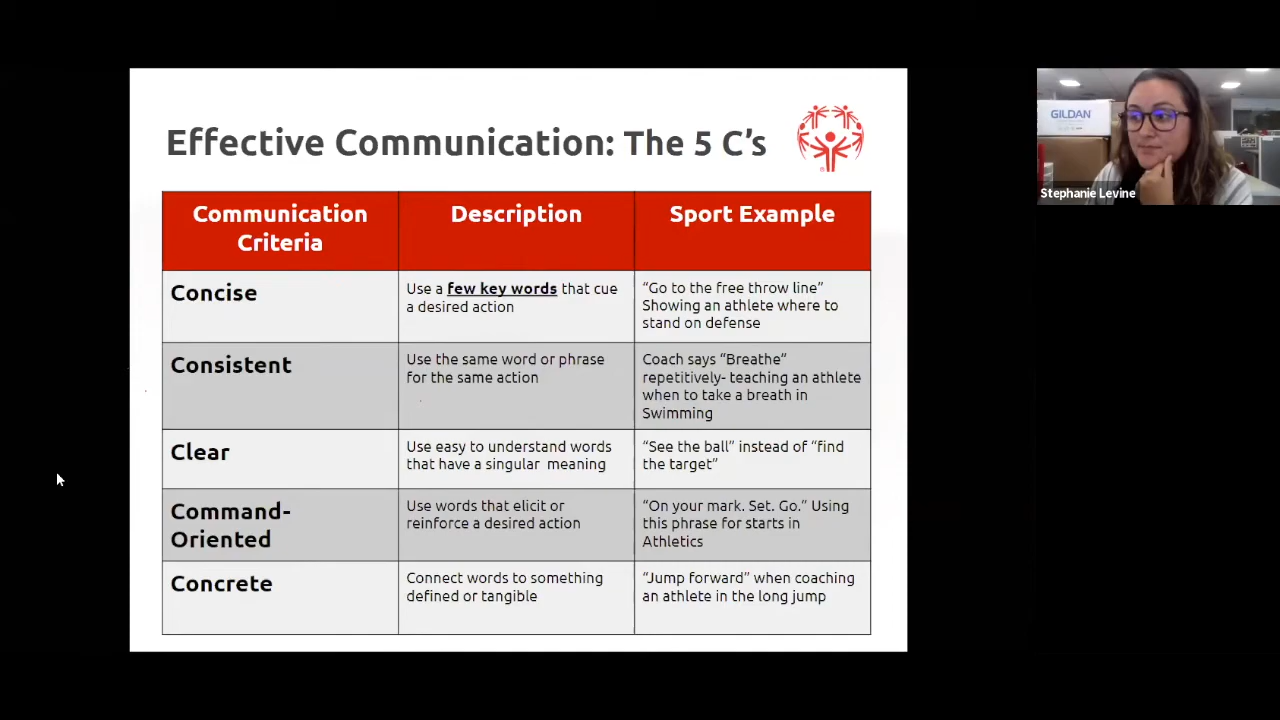 Effective Communication: The 5 C’s
Communication
Criteria
Description
Sport Example
Concise
Use a few key words that cue
a desired action
“Go to the free throw line”
Showing an athlete where to
stand on defense
Consistent
Use the same word or phrase
for the same action
Coach says “Breathe”
repetitively- teaching an athlete
when to take a breath in
Swimming
Clear
Use easy to understand words
that have a singular meaning
“See the ball” instead of “find
the target”
Command-
Oriented
Use words that elicit or
reinforce a desired action
“On your mark. Set. Go.” Using
this phrase for starts in
Athletics
Concrete
Connect words to something
defined or tangible
“Jump forward” when coaching
an athlete in the long jump
GILDAN
Stephanie Levine